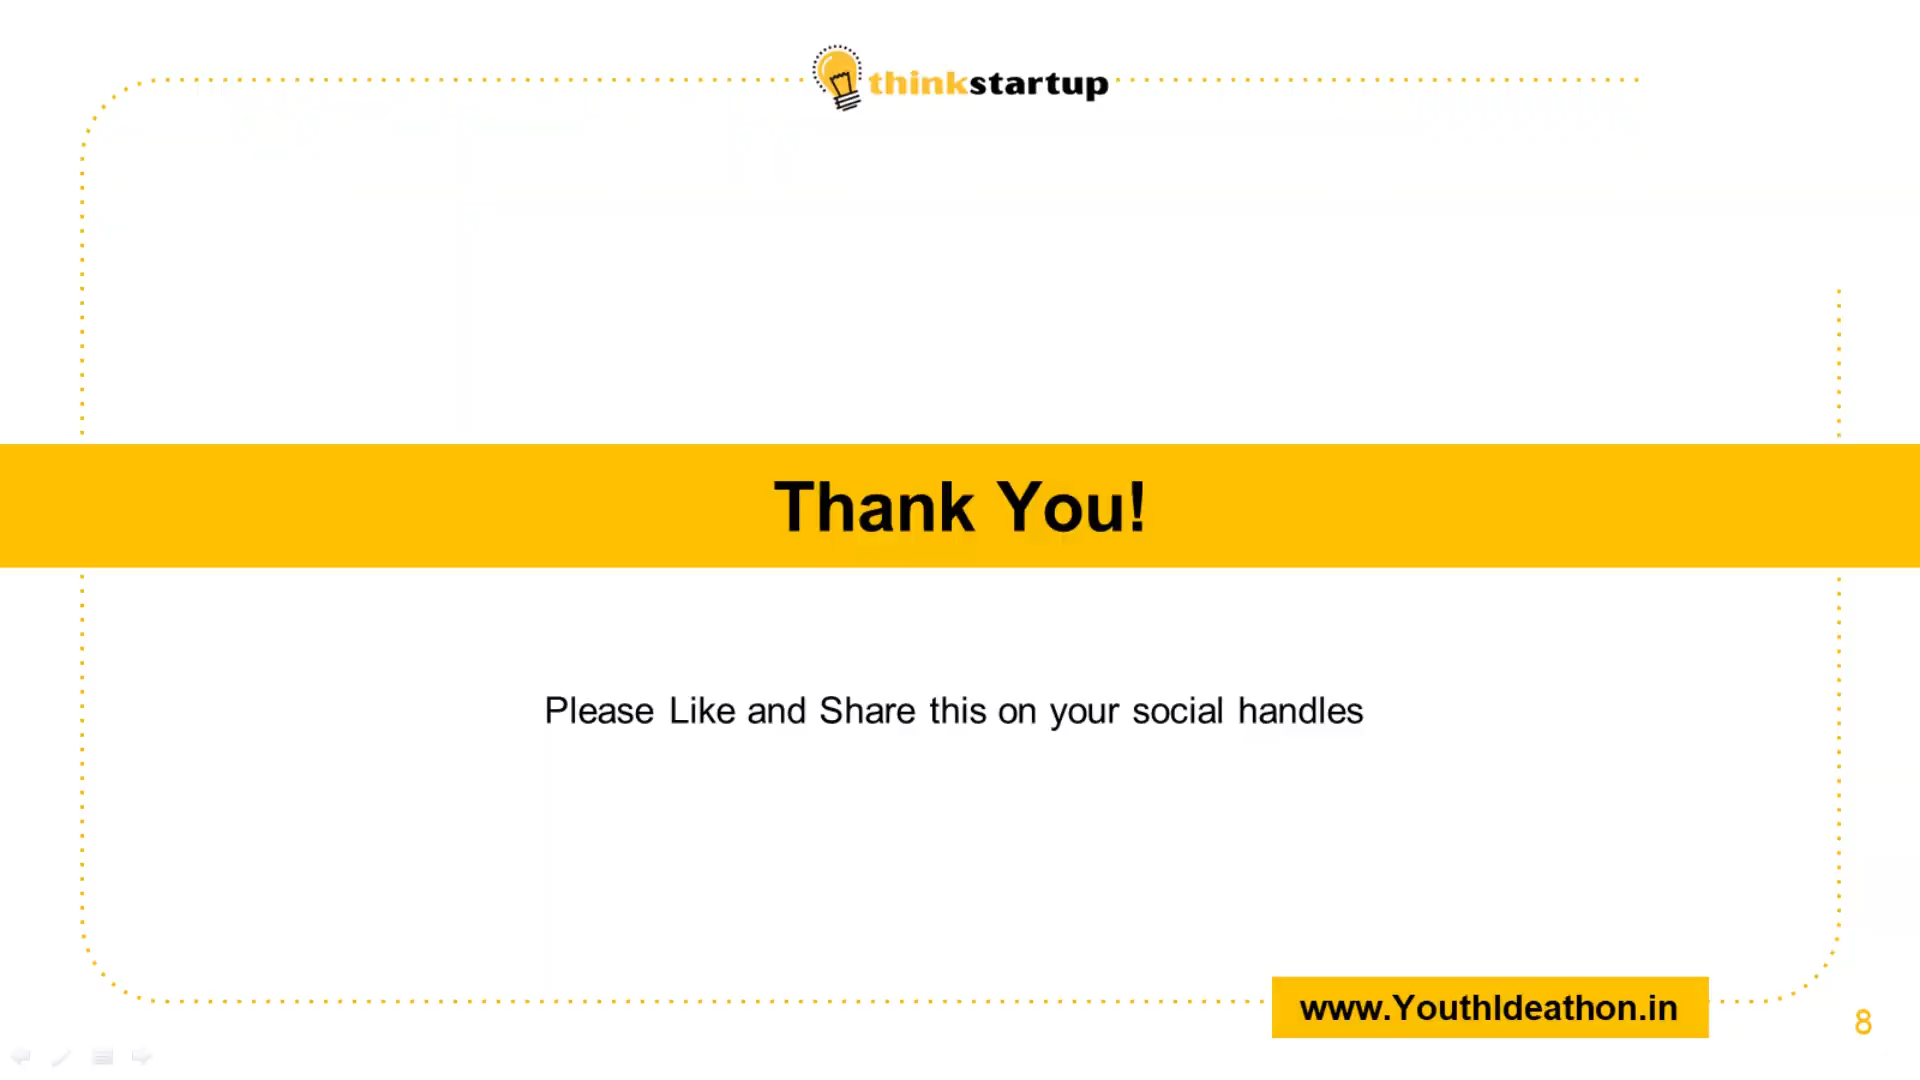 thinkstartup
Thank You!
Please Like and Share this on your social handles
www.YouthIdeathon.in
8